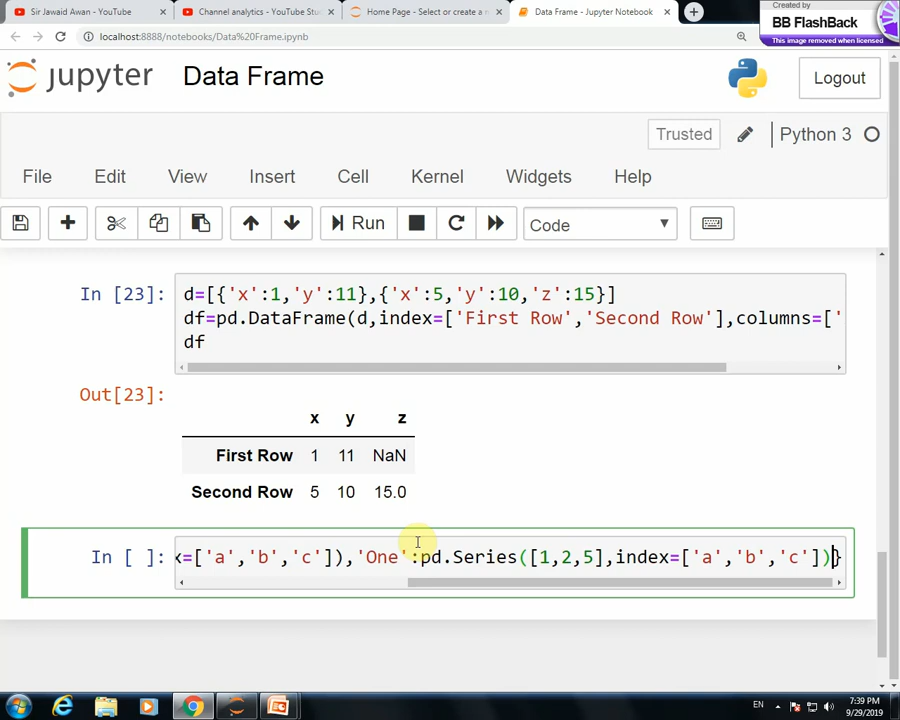 Sir Jawaid Awan - YouTube
Channel analytics - YouTube Stu
Home Page - Select or create a n
Data Frame - Jupyter Notebook
Created by
BB FlashBack
This image removed when licensed
localhost:8888/notebooks/Data%20Frame.ipynb
jupyter Data Frame
Logout
Trusted
Python 3
File Edit View Insert Cell Kernel Widgets Help
Run
Code
In [23]: d=[{'x':1,'y':11},{'x':5,'y':10,'z':15}]
df=pd.DataFrame(d,index=['First Row','Second Row'],columns=['
df
Out[23]:
x y z
First Row 1 11 NaN
Second Row 5 10 15.0
In [ ]: x=['a','b','c']),'One':pd.Series([1,2,5],index=['a','b','c'])}
EN
7:39 PM
9/29/2019